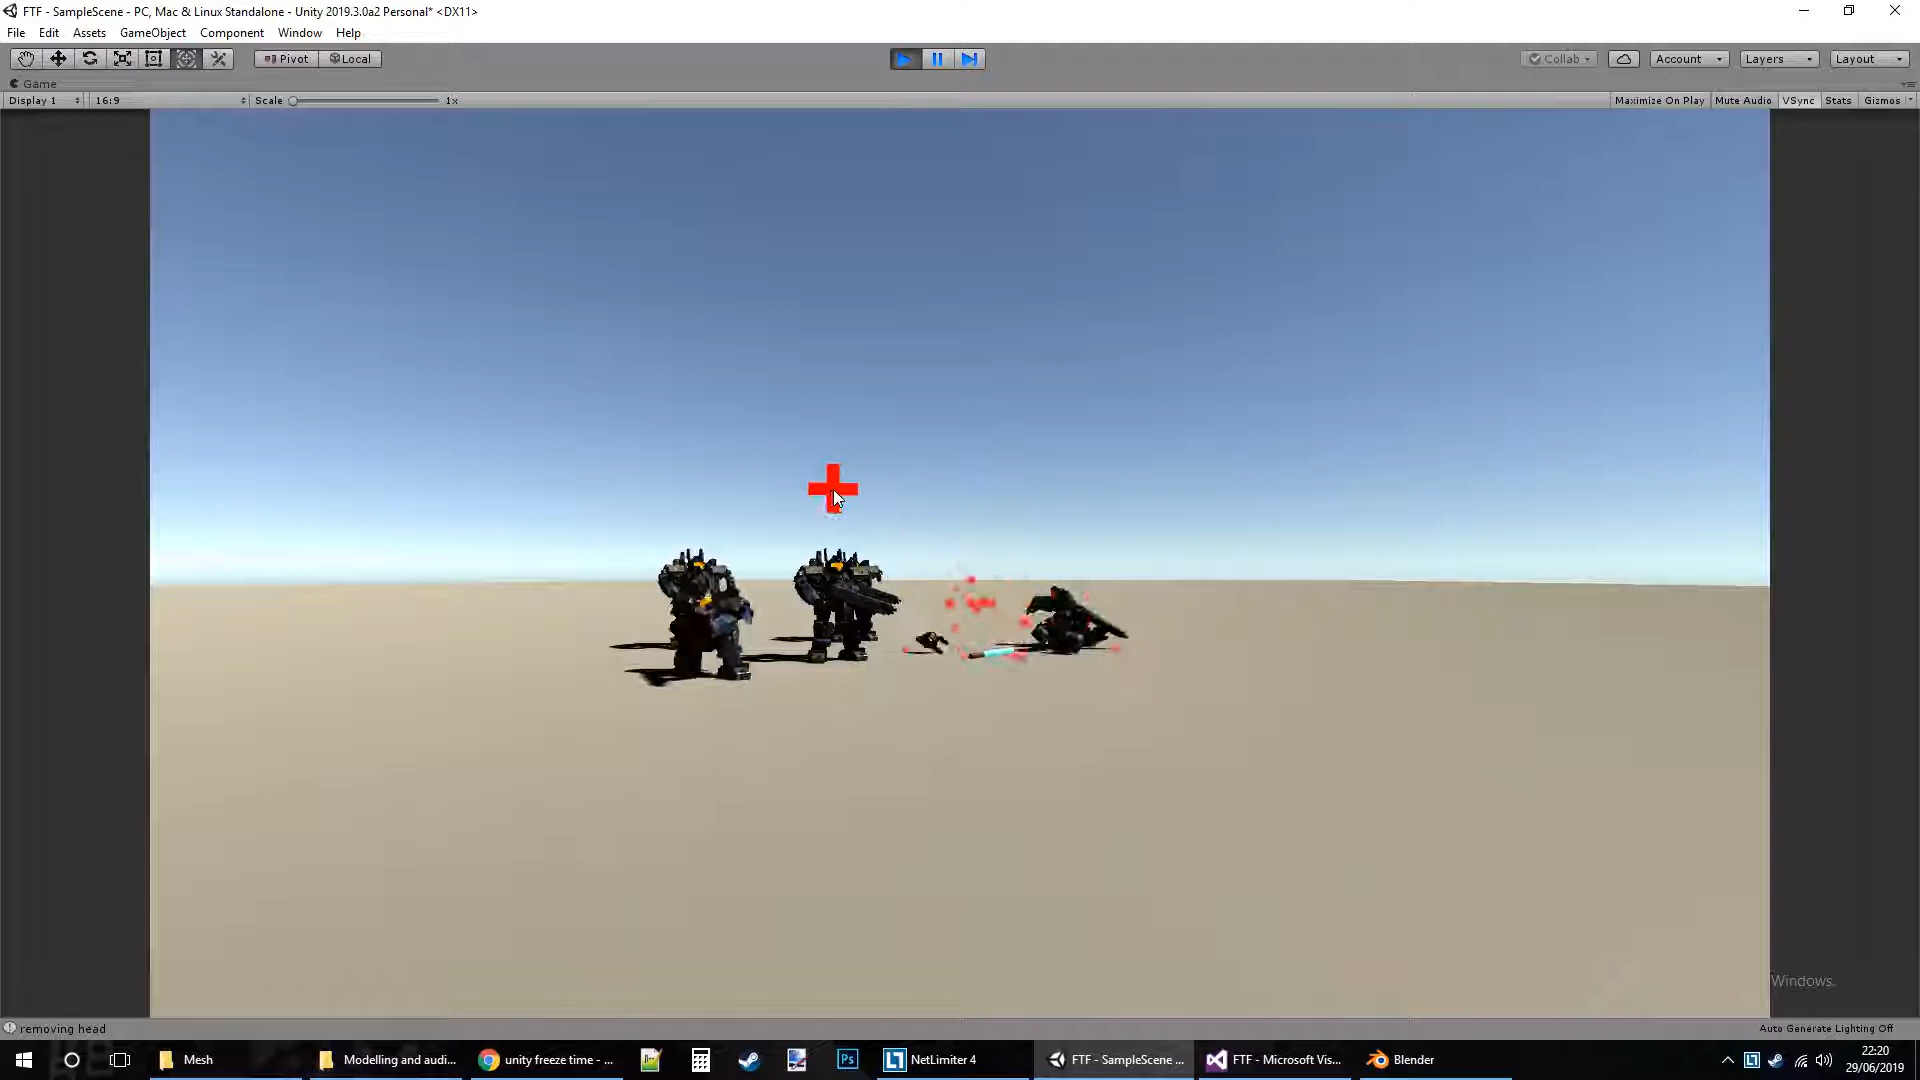 FTF - SampleScene - PC, Mac & Linux Standalone - Unity 2019.3.0a2 Personal* <DX11>
File Edit Assets GameObject Component Window Help
Pivot Local Collab Account Layers Layout
Game
Display 1 16:9 Scale 1x Maximize On Play Mute Audio VSync Stats Gizmos
Windows.
removing head Auto Generate Lighting Off
Mesh Modelling and audi... unity freeze time - ... Ps NetLimiter 4 FTF - SampleScene ... FTF - Microsoft Vis... Blender 22:20
29/06/2019